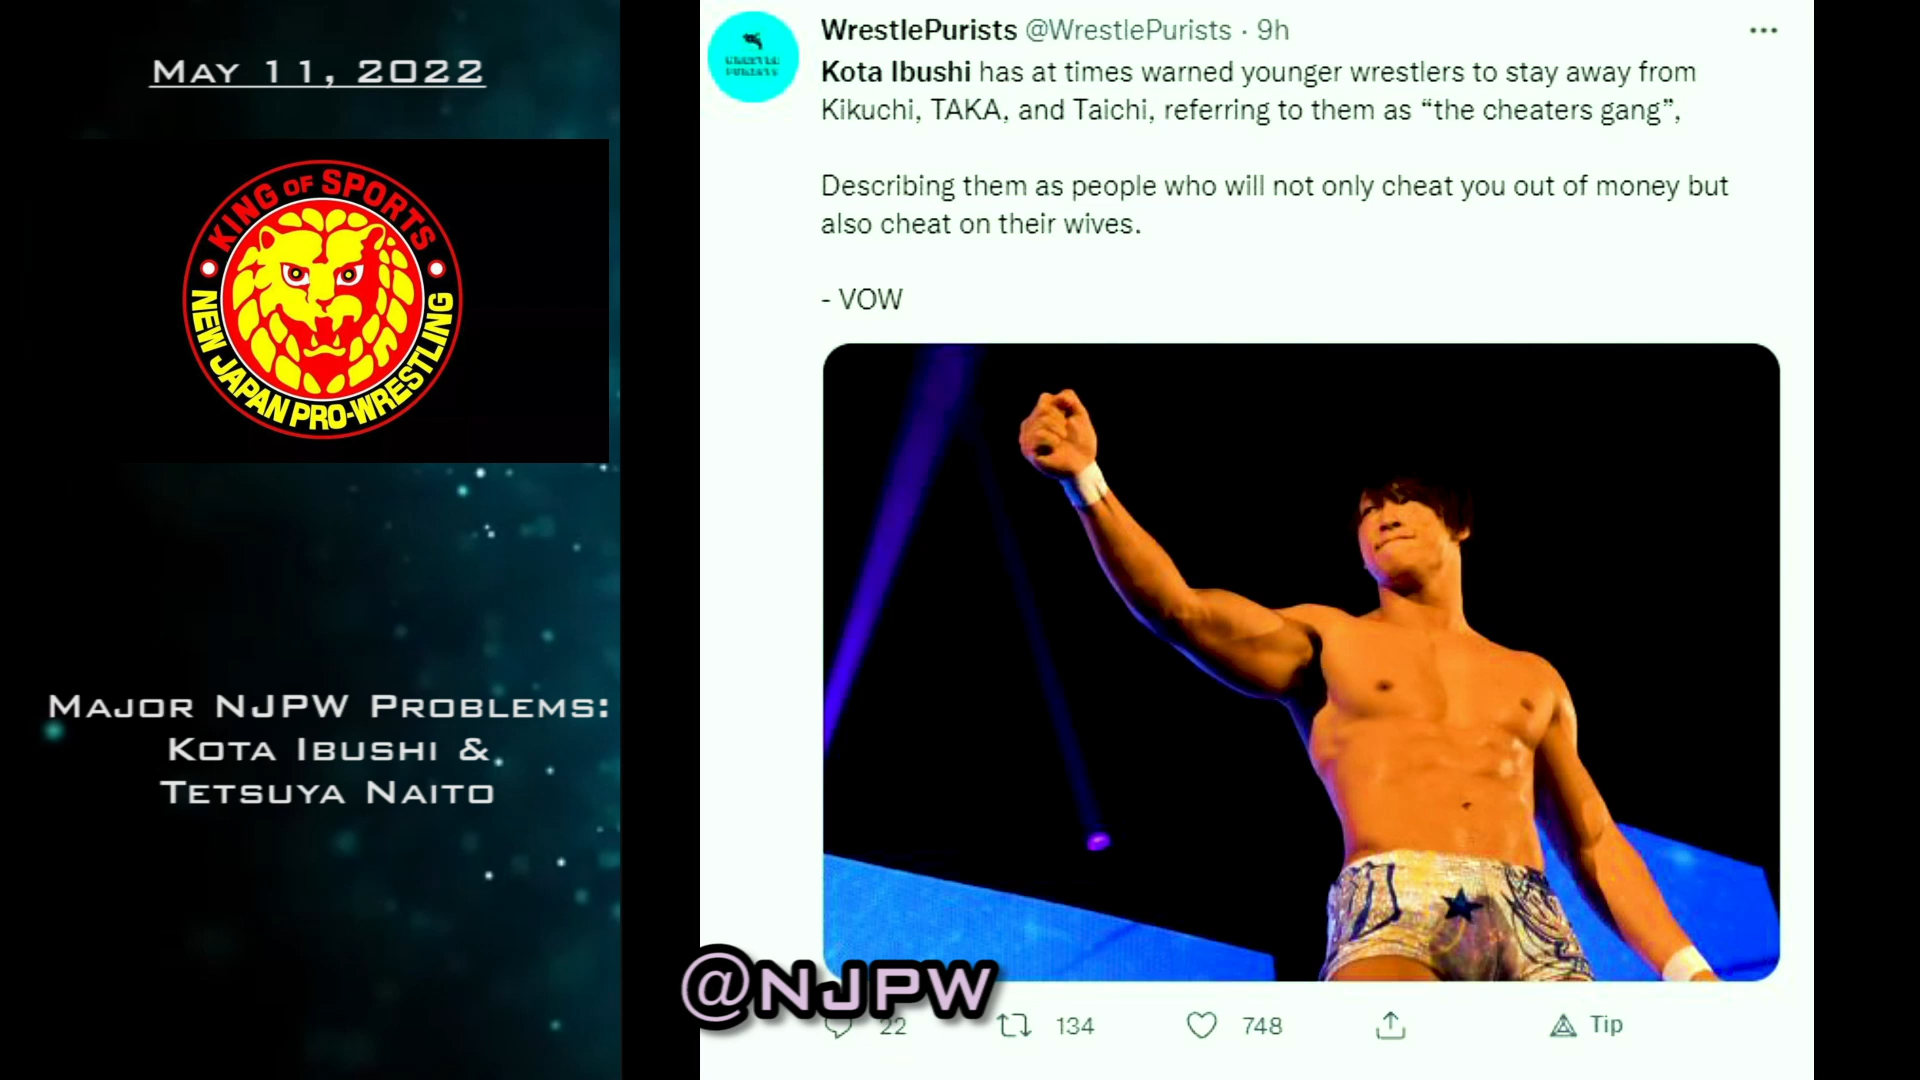 May 11, 2022
KING OF SPORTS
NEW JAPAN PRO-WRESTLING
Major NJPW Problems:
Kota Ibushi &
Tetsuya Naito
WrestlePurists @WrestlePurists · 9h
WRESTLE
PURISTS
Kota Ibushi has at times warned younger wrestlers to stay away from
Kikuchi, TAKA, and Taichi, referring to them as “the cheaters gang”,
Describing them as people who will not only cheat you out of money but
also cheat on their wives.
- VOW
@NJPW
22 134 748 Tip